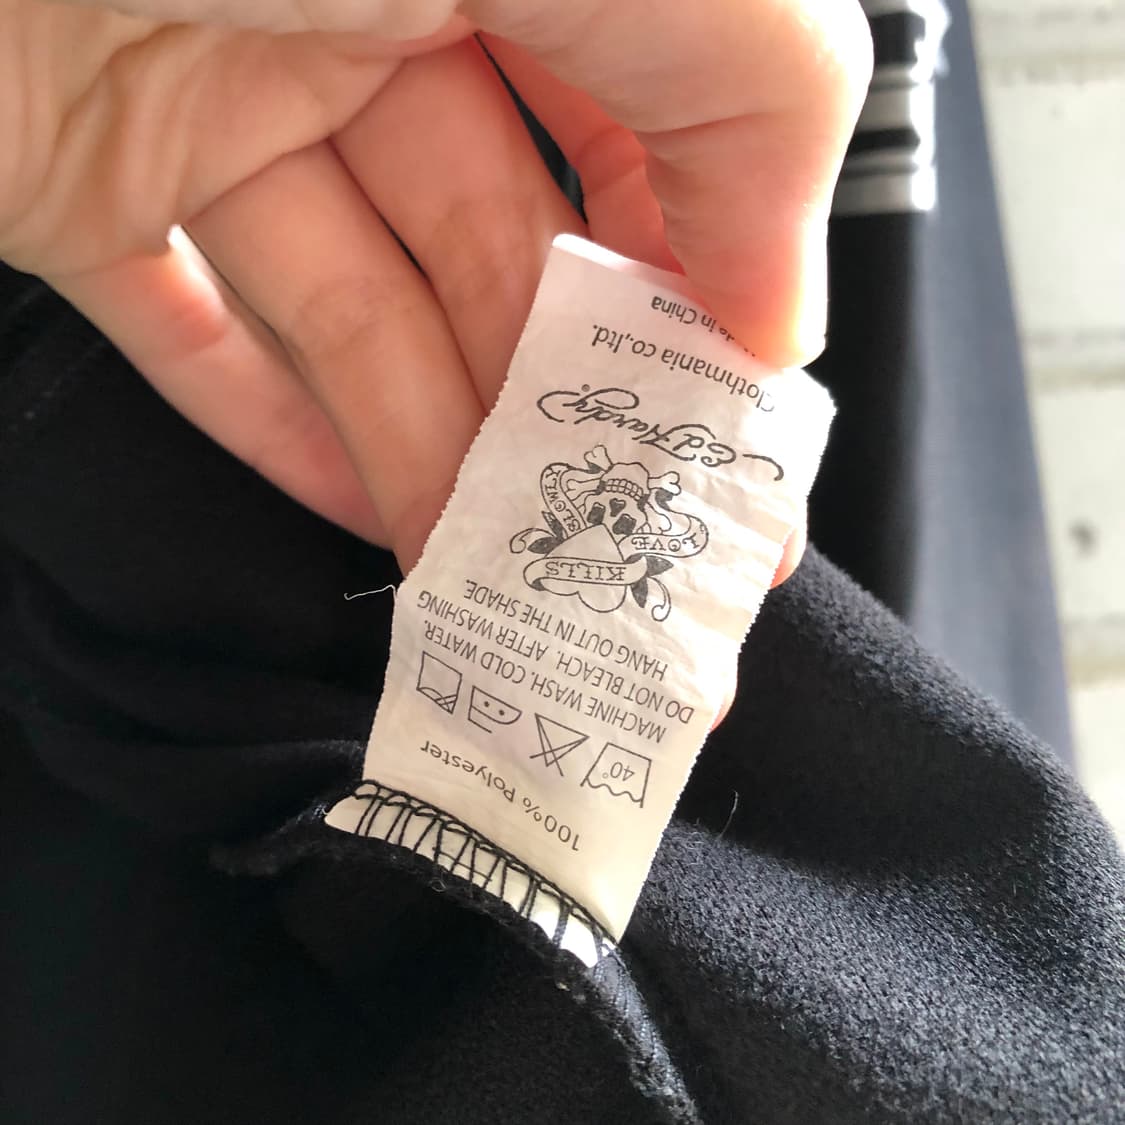 100% Polyester
40°
MACHINE WASH. COLD WATER.
DO NOT BLEACH. AFTER WASHING
HANG OUT IN THE SHADE.
KILLS
LOVE
SLOWLY
Ed Hardy®
Clothmania co.,ltd.
in China